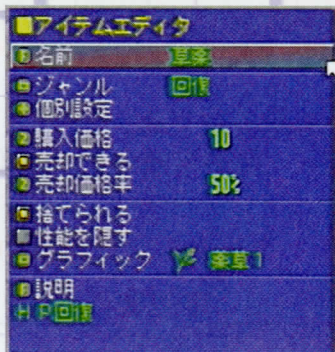 アイテムエディタ
名前 草薬
ジャンル 回復
個別設定
購入価格 10
売却できる
売却価格率 50%
捨てられる
性能を隠す
グラフィック 薬草1
説明
HP回復